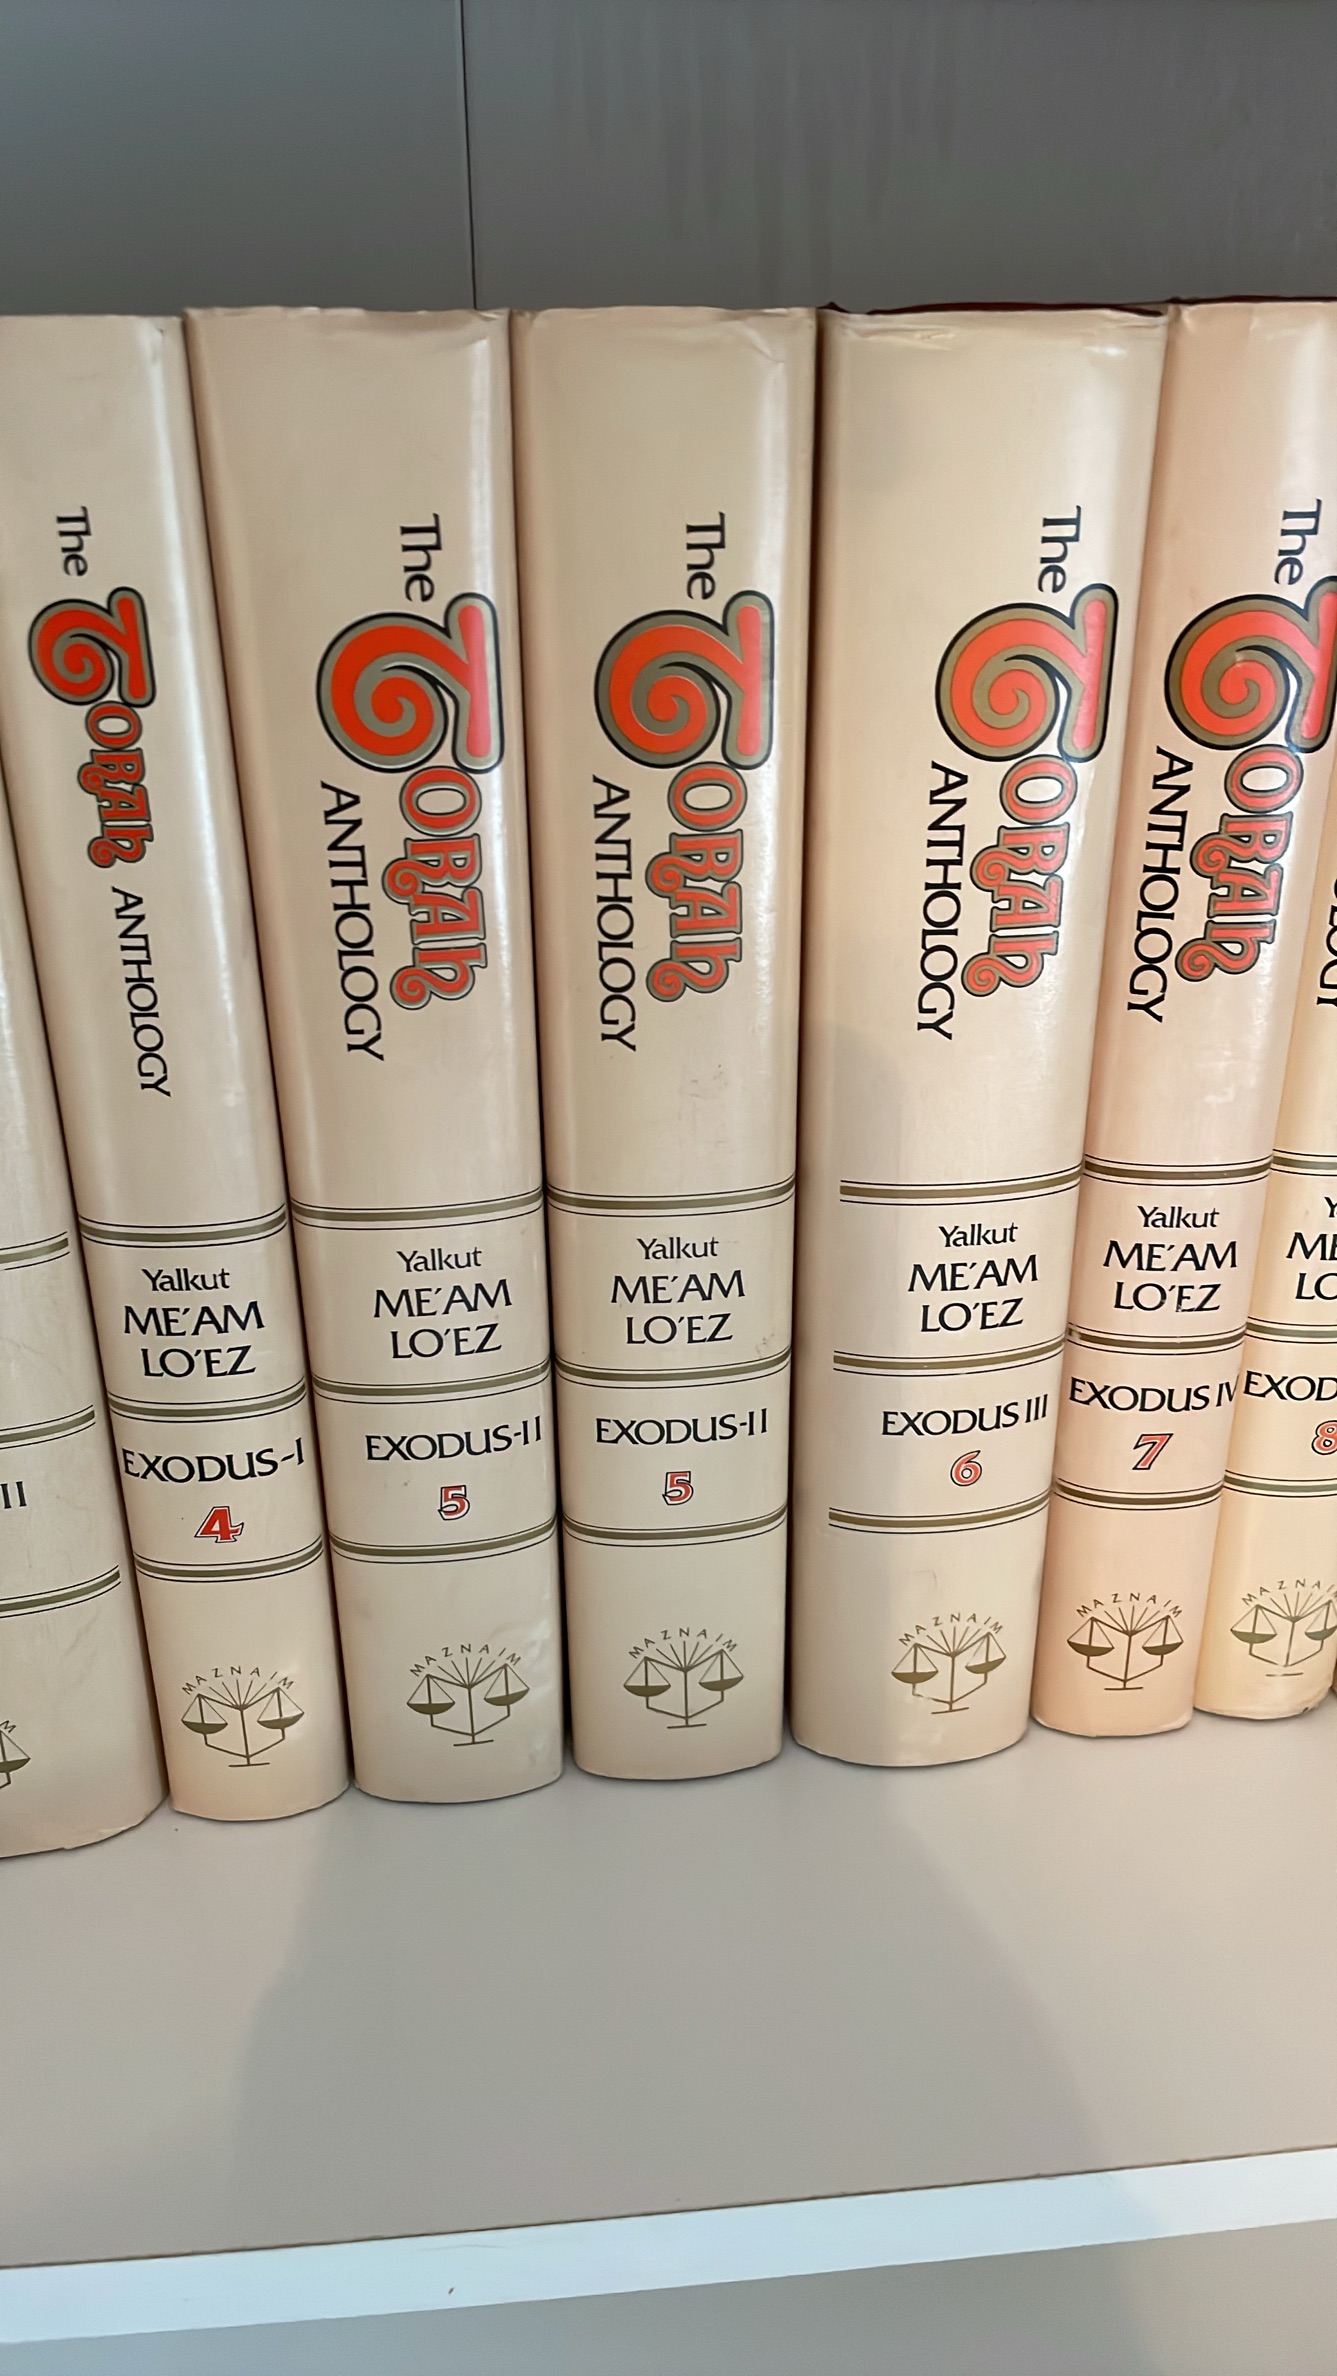 II
The
Torah
ANTHOLOGY
Yalkut
ME'AM
LO'EZ
EXODUS-I
4
MAZNAIM
The
Torah
ANTHOLOGY
Yalkut
ME'AM
LO'EZ
EXODUS-II
5
MAZNAIM
The
Torah
ANTHOLOGY
Yalkut
ME'AM
LO'EZ
EXODUS-II
5
MAZNAIM
The
Torah
ANTHOLOGY
Yalkut
ME'AM
LO'EZ
EXODUS III
6
MAZNAIM
The
Torah
ANTHOLOGY
Yalkut
ME'AM
LO'EZ
EXODUS IV
7
MAZNAIM
EXOD
8